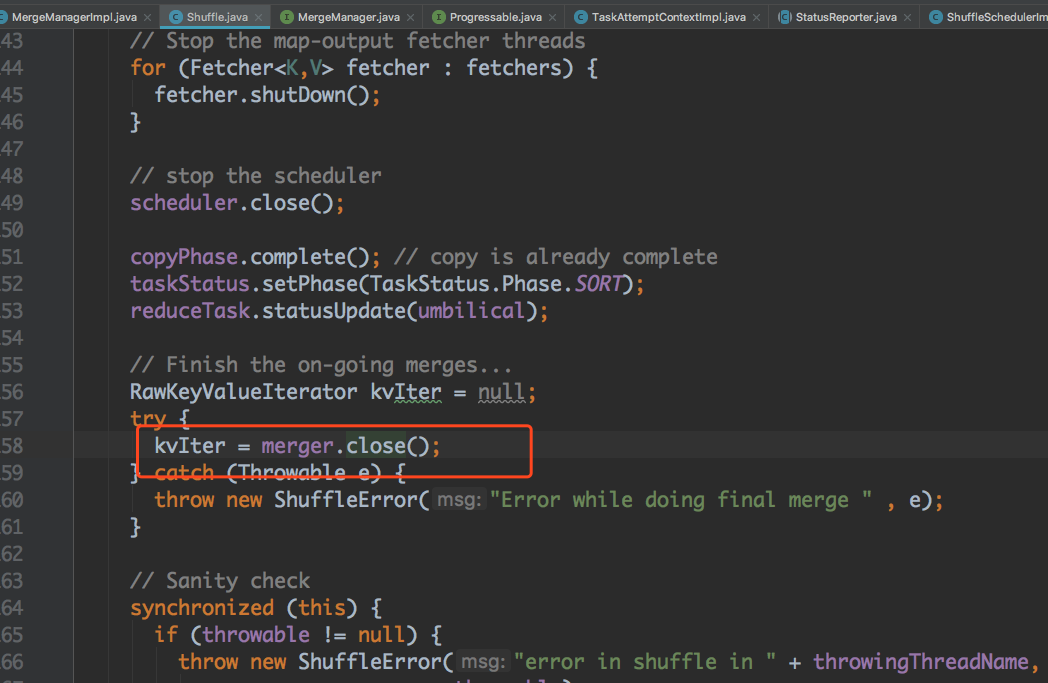 MergeManagerImpl.java × C Shuffle.java × I MergeManager.java × I Progressable.java × C TaskAttemptContextImpl.java × C StatusReporter.java × C ShuffleSchedulerIm
43 // Stop the map-output fetcher threads
44 for (Fetcher<K,V> fetcher : fetchers) {
45 fetcher.shutDown();
46 }
47
48 // stop the scheduler
49 scheduler.close();
50
51 copyPhase.complete(); // copy is already complete
52 taskStatus.setPhase(TaskStatus.Phase.SORT);
53 reduceTask.statusUpdate(umbilical);
54
55 // Finish the on-going merges...
56 RawKeyValueIterator kvIter = null;
57 try {
58 kvIter = merger.close();
59 } catch (Throwable e) {
60 throw new ShuffleError( msg: "Error while doing final merge " , e);
61 }
62
63 // Sanity check
64 synchronized (this) {
65 if (throwable != null) {
66 throw new ShuffleError( msg: "error in shuffle in " + throwingThreadName,